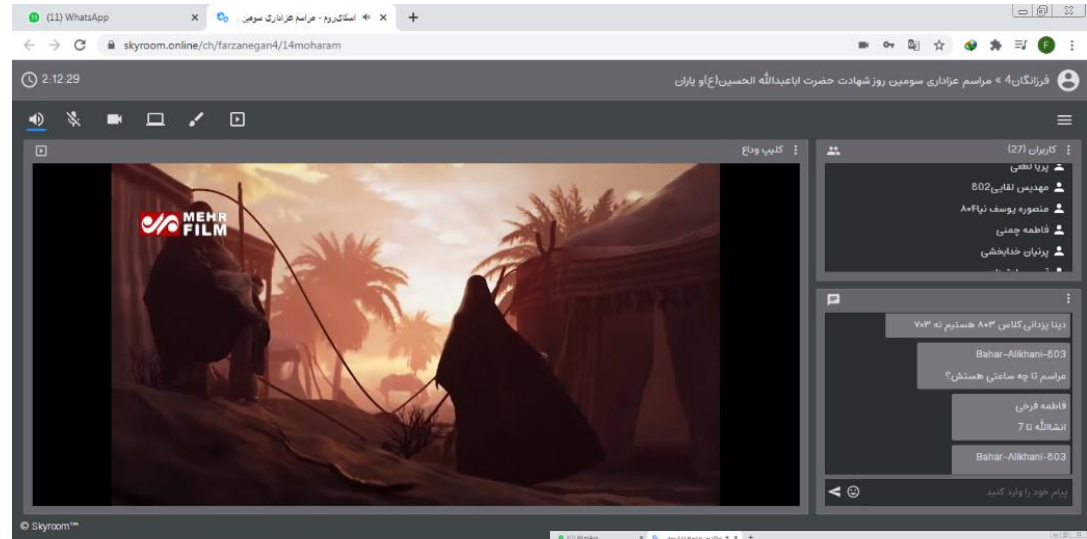 (11) WhatsApp
اسکای‌روم - مراسم عزاداری سومین
skyroom.online/ch/farzanegan4/14moharam
F
2:12:29
فرزانگان4 » مراسم عزاداری سومین روز شهادت حضرت اباعبدالله الحسین(ع)و یاران
کلیپ وداع
MEHR
FILM
کاربران (27)
پریا لطفی
مهدیس لقایی802
منصوره یوسف نیا۸۰۴
فاطمه چمنی
پرنیان خدابخشی
دینا یزدانی کلاس ۸۰۳ هستیم نه ۷۰۳
Bahar-Alikhani-803
مراسم تا چه ساعتی هستش؟
فاطمه فرخی
انشاالله تا 7
Bahar-Alikhani-803
پیام خود را وارد کنید
© Skyroom™